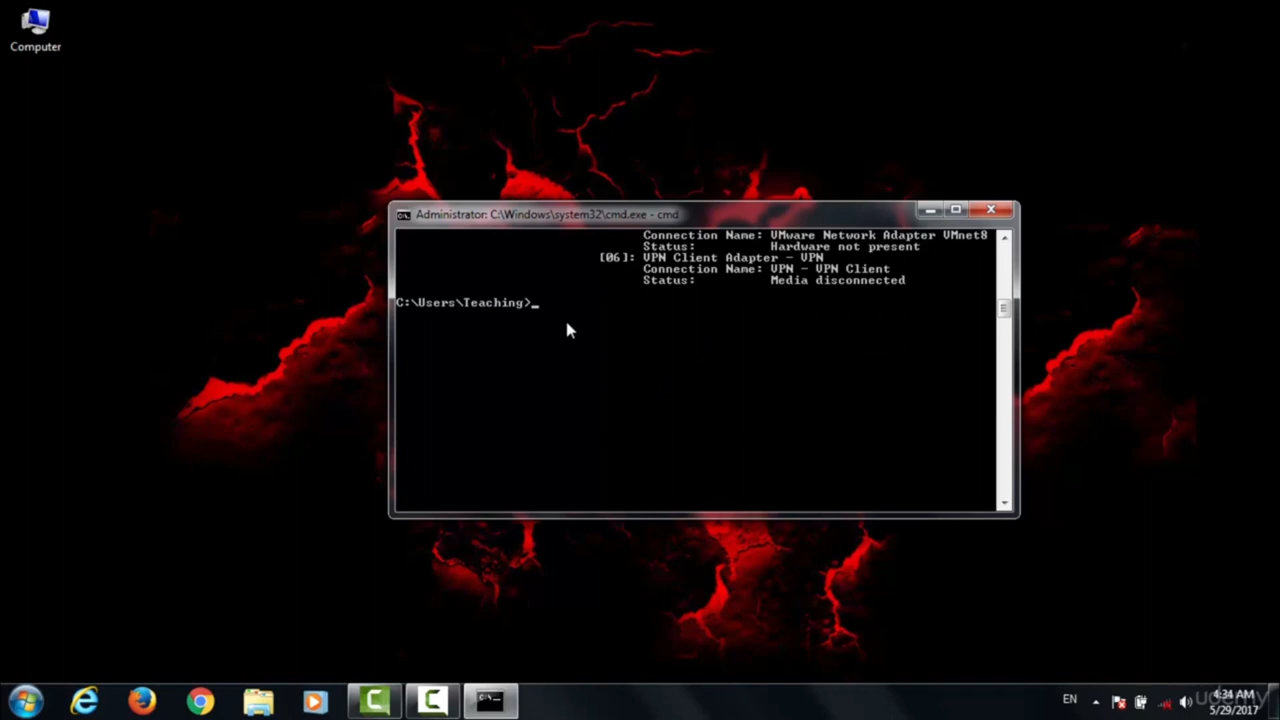 Computer
Administrator: C:\Windows\system32\cmd.exe - cmd
Connection Name: VMware Network Adapter VMnet8
Status: Hardware not present
[06]: VPN Client Adapter - VPN
Connection Name: VPN - VPN Client
Status: Media disconnected
C:\Users\Teaching>_
EN
4:34 AM
5/29/2017
udemy